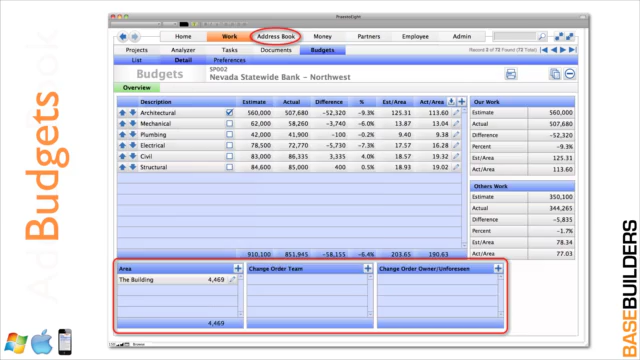 PhaseinEight
Home Work Address Book Money Partners Employee Admin
Projects Analyzer Tasks Documents Budgets
Record 0 of 73 Found (73 Total)
List Detail Preferences
SP002
Budgets Nevada Statewide Bank - Northwest
Overview
Description Estimate Actual Difference % Est/Area Act/Area
Architectural 560,000 507,680 -52,320 -9.3% 125.31 113.60
Mechanical 62,000 58,260 -3,740 -6.0% 13.87 13.04
Plumbing 42,000 41,900 -100 -0.2% 9.40 9.38
Electrical 78,500 72,770 -5,730 -7.3% 17.57 16.28
Civil 83,000 86,335 3,335 4.0% 18.57 19.32
Structural 84,600 85,000 400 0.5% 18.93 19.02
910,100 851,945 -58,155 -6.4% 203.65 190.63
Our Work
Estimate 560,000
Actual 507,680
Difference -52,320
Percent -9.3%
Est/Area 125.31
Act/Area 113.60
Others Work
Estimate 350,100
Actual 344,265
Difference -5,835
Percent -1.7%
Est/Area 78.34
Act/Area 77.03
Area Change Order Team Change Order Owner/Unforeseen
The Building 4,469
4,469
Browse
Budgets
BASEBUILDERS